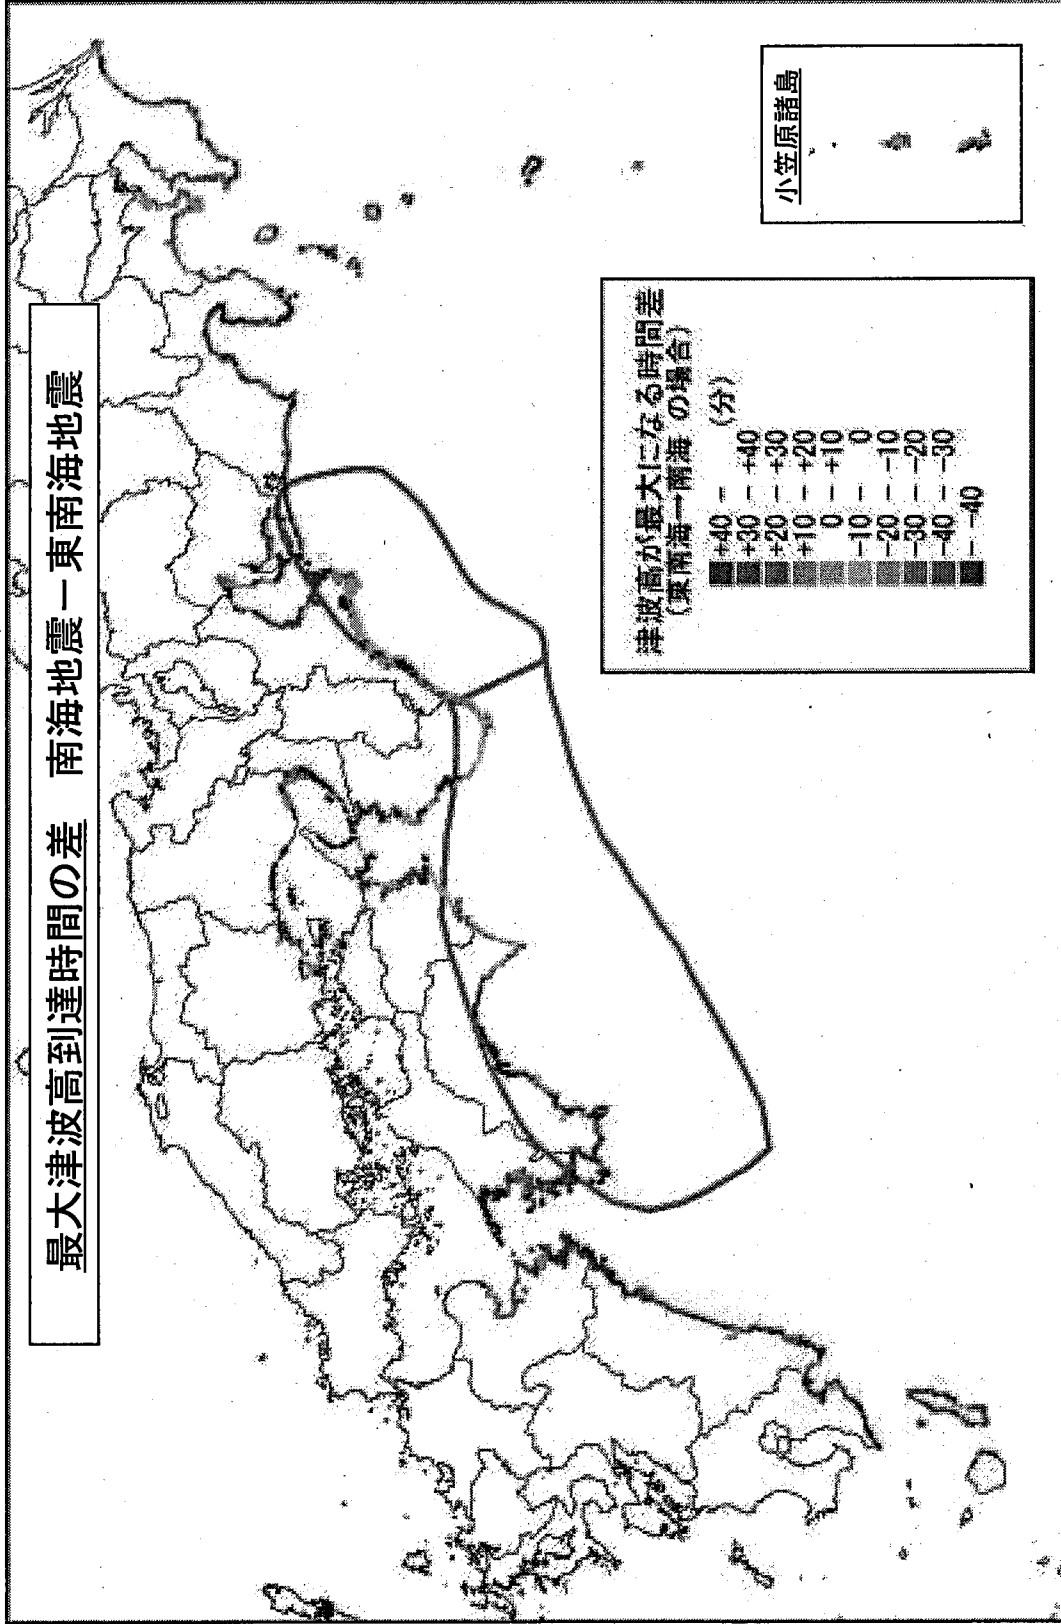 最大津波高到達時間の差　南海地震－東南海地震
津波高が最大になる時間差
（東南海－南海 の場合）
（分）
+40 －
+30 － +40
+20 － +30
+10 － +20
0 － +10
-10 － 0
-20 － -10
-30 － -20
-40 － -30
－ -40
小笠原諸島